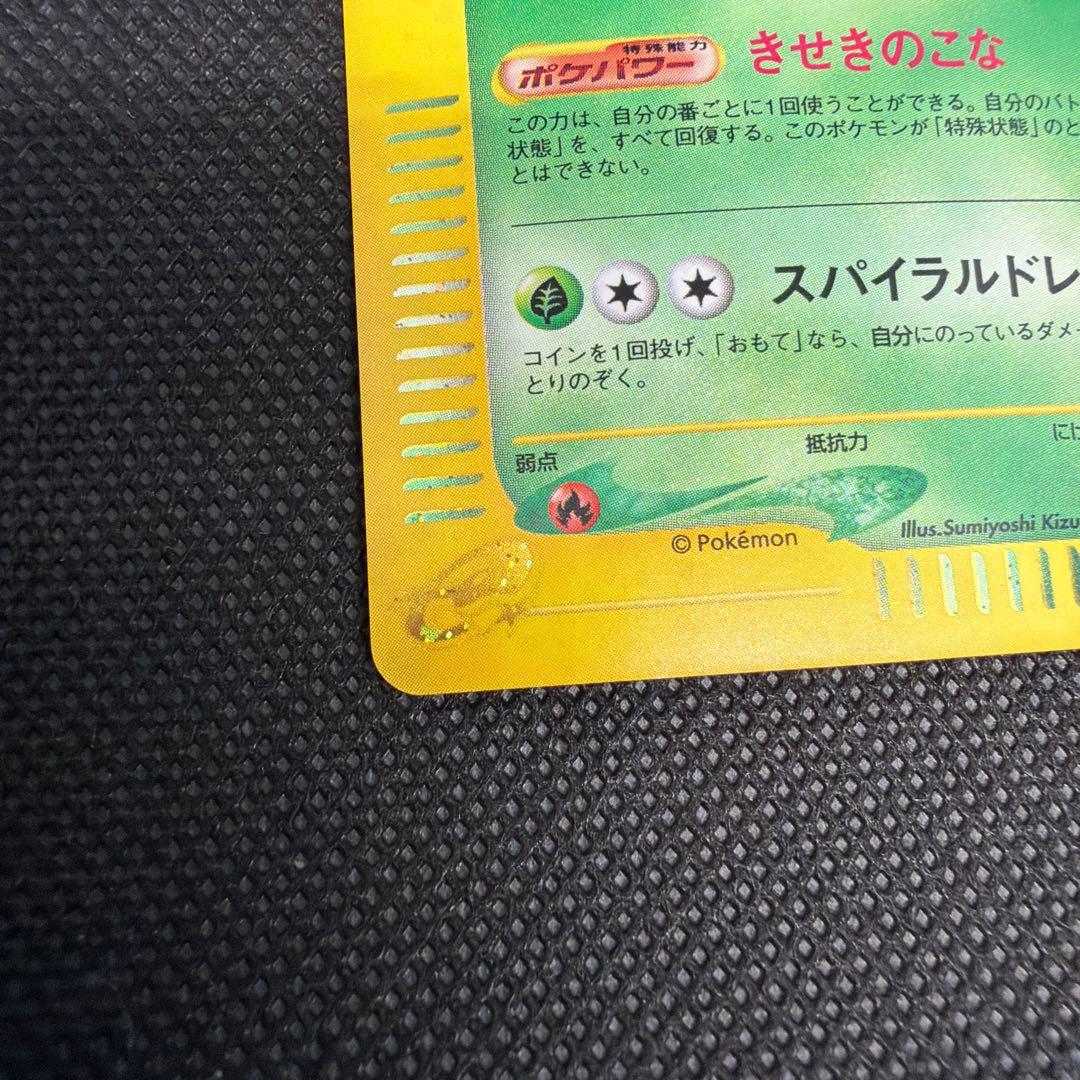 特殊能力
ポケパワー きせきのこな
この力は、自分の番ごとに1回使うことができる。自分のバト
状態」を、すべて回復する。このポケモンが「特殊状態」のと
とはできない。
スパイラルドレ
コインを1回投げ、「おもて」なら、自分にのっているダメー
とりのぞく。
弱点 抵抗力 にげ
Illus.Sumiyoshi Kizu
© Pokémon